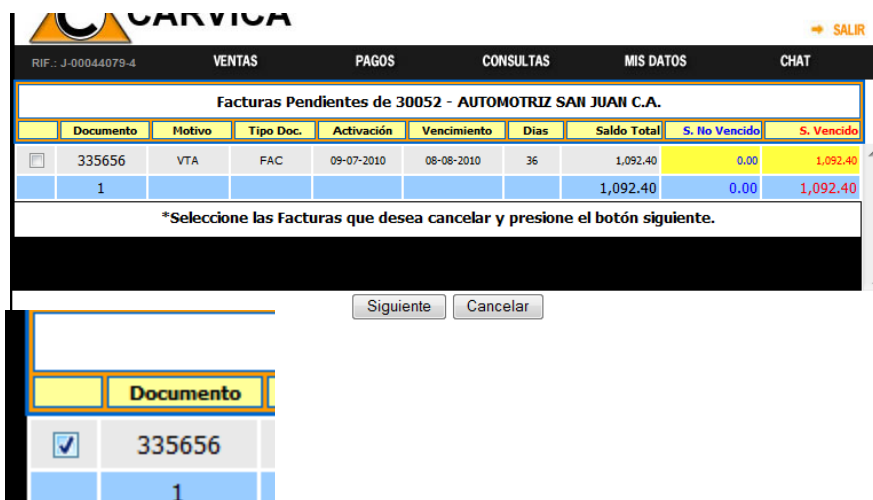 CARVICA
SALIR
RIF.: J-00044079-4 VENTAS PAGOS CONSULTAS MIS DATOS CHAT
Facturas Pendientes de 30052 - AUTOMOTRIZ SAN JUAN C.A.
Documento Motivo Tipo Doc. Activación Vencimiento Dias Saldo Total S. No Vencido S. Vencido
335656 VTA FAC 09-07-2010 08-08-2010 36 1,092.40 0.00 1,092.40
1 1,092.40 0.00 1,092.40
*Seleccione las Facturas que desea cancelar y presione el botón siguiente.
Siguiente Cancelar
Documento
335656
1